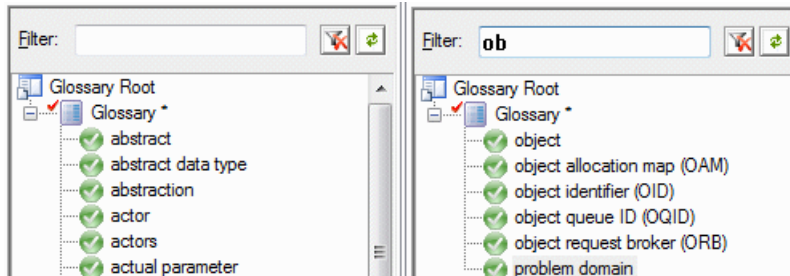 Filter:
Glossary Root
Glossary *
abstract
abstract data type
abstraction
actor
actors
actual parameter
Filter: ob
Glossary Root
Glossary *
object
object allocation map (OAM)
object identifier (OID)
object queue ID (OQID)
object request broker (ORB)
problem domain